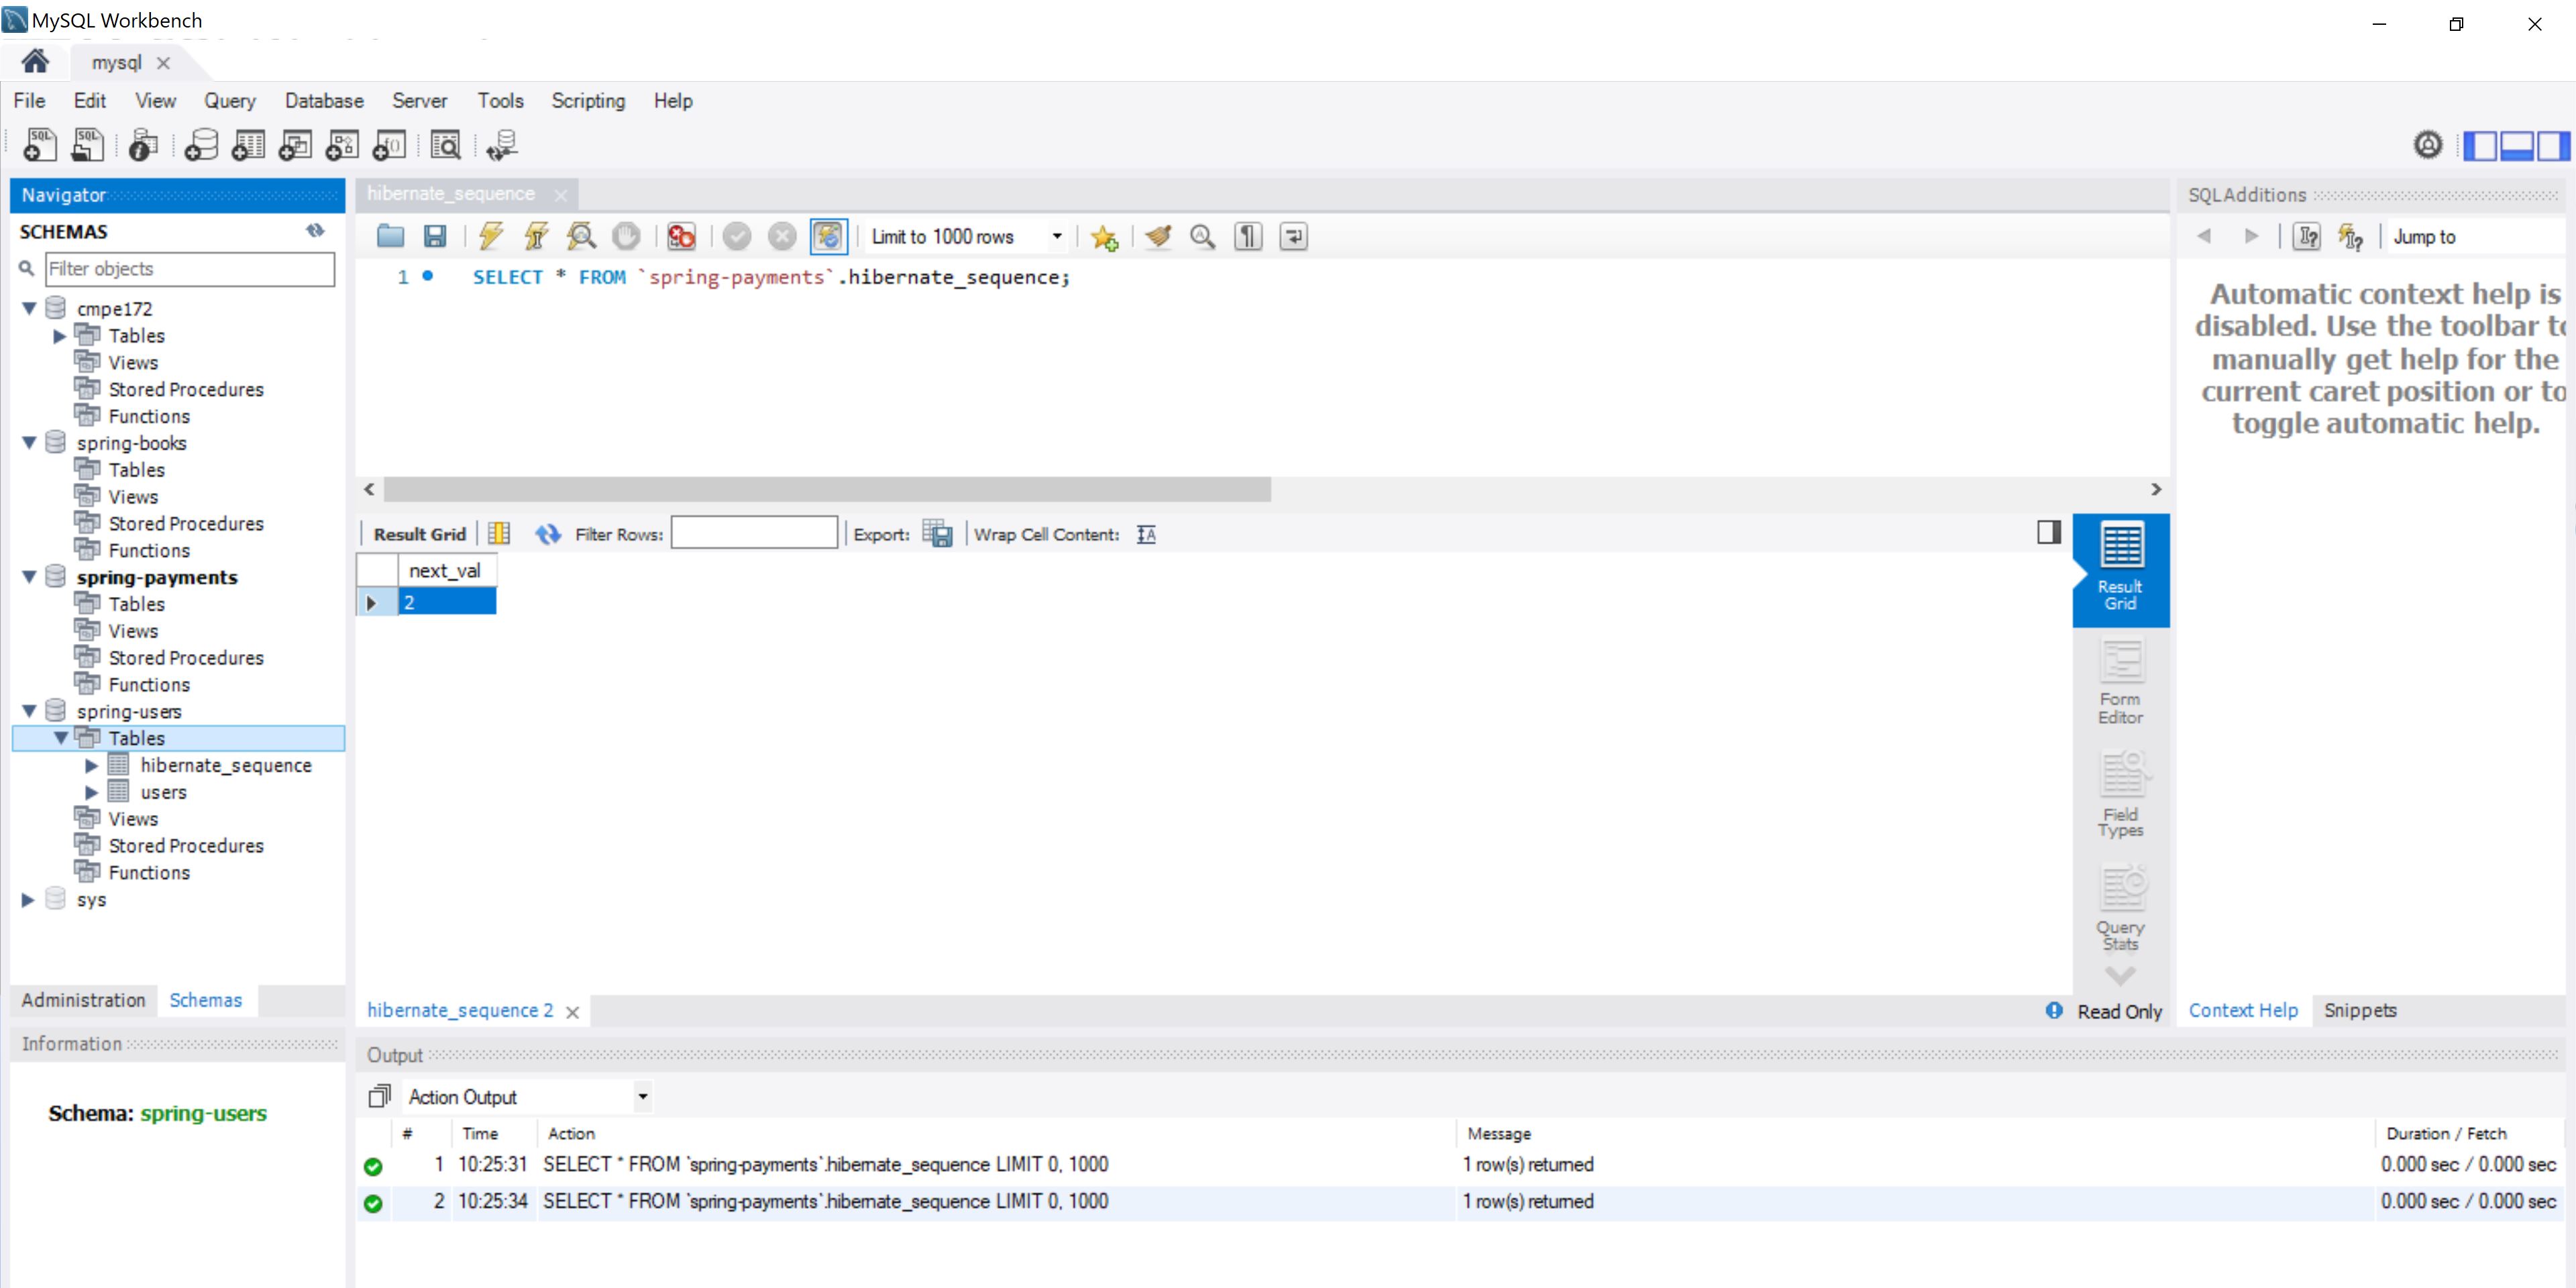 MySQL Workbench
mysql
File Edit View Query Database Server Tools Scripting Help
Navigator
SCHEMAS
Filter objects
cmpe172
Tables
Views
Stored Procedures
Functions
spring-books
Tables
Views
Stored Procedures
Functions
spring-payments
Tables
Views
Stored Procedures
Functions
spring-users
Tables
hibernate_sequence
users
Views
Stored Procedures
Functions
sys
Administration Schemas
Information
Schema: spring-users
hibernate_sequence
Limit to 1000 rows
1 SELECT * FROM `spring-payments`.hibernate_sequence;
Result Grid Filter Rows: Export: Wrap Cell Content:
next_val
2
Result
Grid
Form
Editor
Field
Types
Query
Stats
hibernate_sequence 2
Read Only
SQLAdditions
Jump to
Automatic context help is
disabled. Use the toolbar to
manually get help for the
current caret position or to
toggle automatic help.
Context Help Snippets
Output
Action Output
# Time Action Message Duration / Fetch
1 10:25:31 SELECT * FROM `spring-payments`.hibernate_sequence LIMIT 0, 1000 1 row(s) returned 0.000 sec / 0.000 sec
2 10:25:34 SELECT * FROM `spring-payments`.hibernate_sequence LIMIT 0, 1000 1 row(s) returned 0.000 sec / 0.000 sec